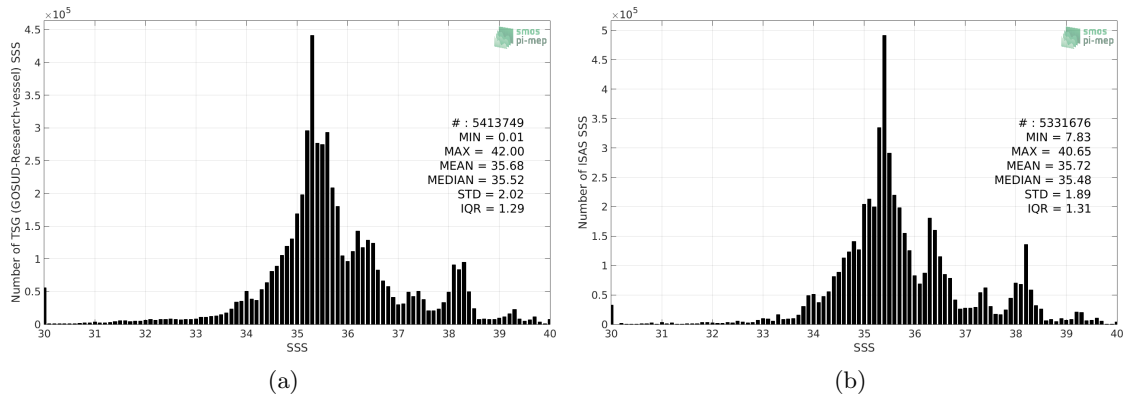 ×10⁵
4.5
4
3.5
3
2.5
2
1.5
1
0.5
0
Number of TSG (GOSUD-Research-vessel) SSS
smos
pi-mep
# : 5413749
MIN = 0.01
MAX = 42.00
MEAN = 35.68
MEDIAN = 35.52
STD = 2.02
IQR = 1.29
30 31 32 33 34 35 36 37 38 39 40
SSS
(a)
×10⁵
5
4.5
4
3.5
3
2.5
2
1.5
1
0.5
0
Number of ISAS SSS
smos
pi-mep
# : 5331676
MIN = 7.83
MAX = 40.65
MEAN = 35.72
MEDIAN = 35.48
STD = 1.89
IQR = 1.31
30 31 32 33 34 35 36 37 38 39 40
SSS
(b)